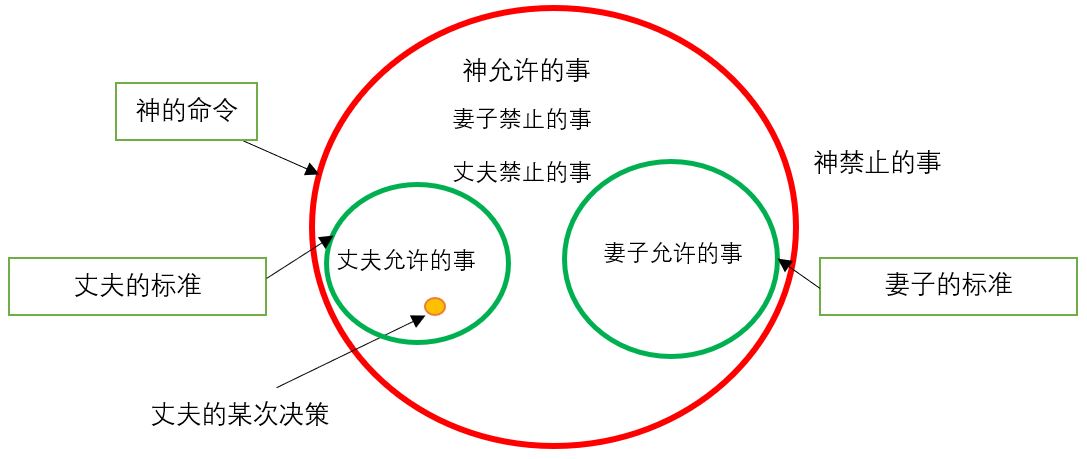 神允许的事
神的命令
妻子禁止的事
神禁止的事
丈夫禁止的事
丈夫允许的事
妻子允许的事
丈夫的标准
妻子的标准
丈夫的某次决策